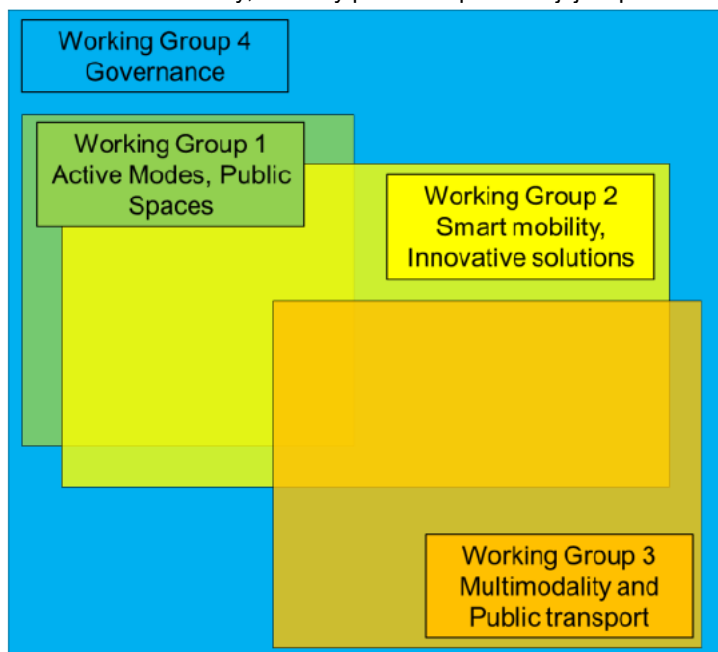 Working Group 4
Governance
Working Group 1
Active Modes, Public
Spaces
Working Group 2
Smart mobility,
Innovative solutions
Working Group 3
Multimodality and
Public transport